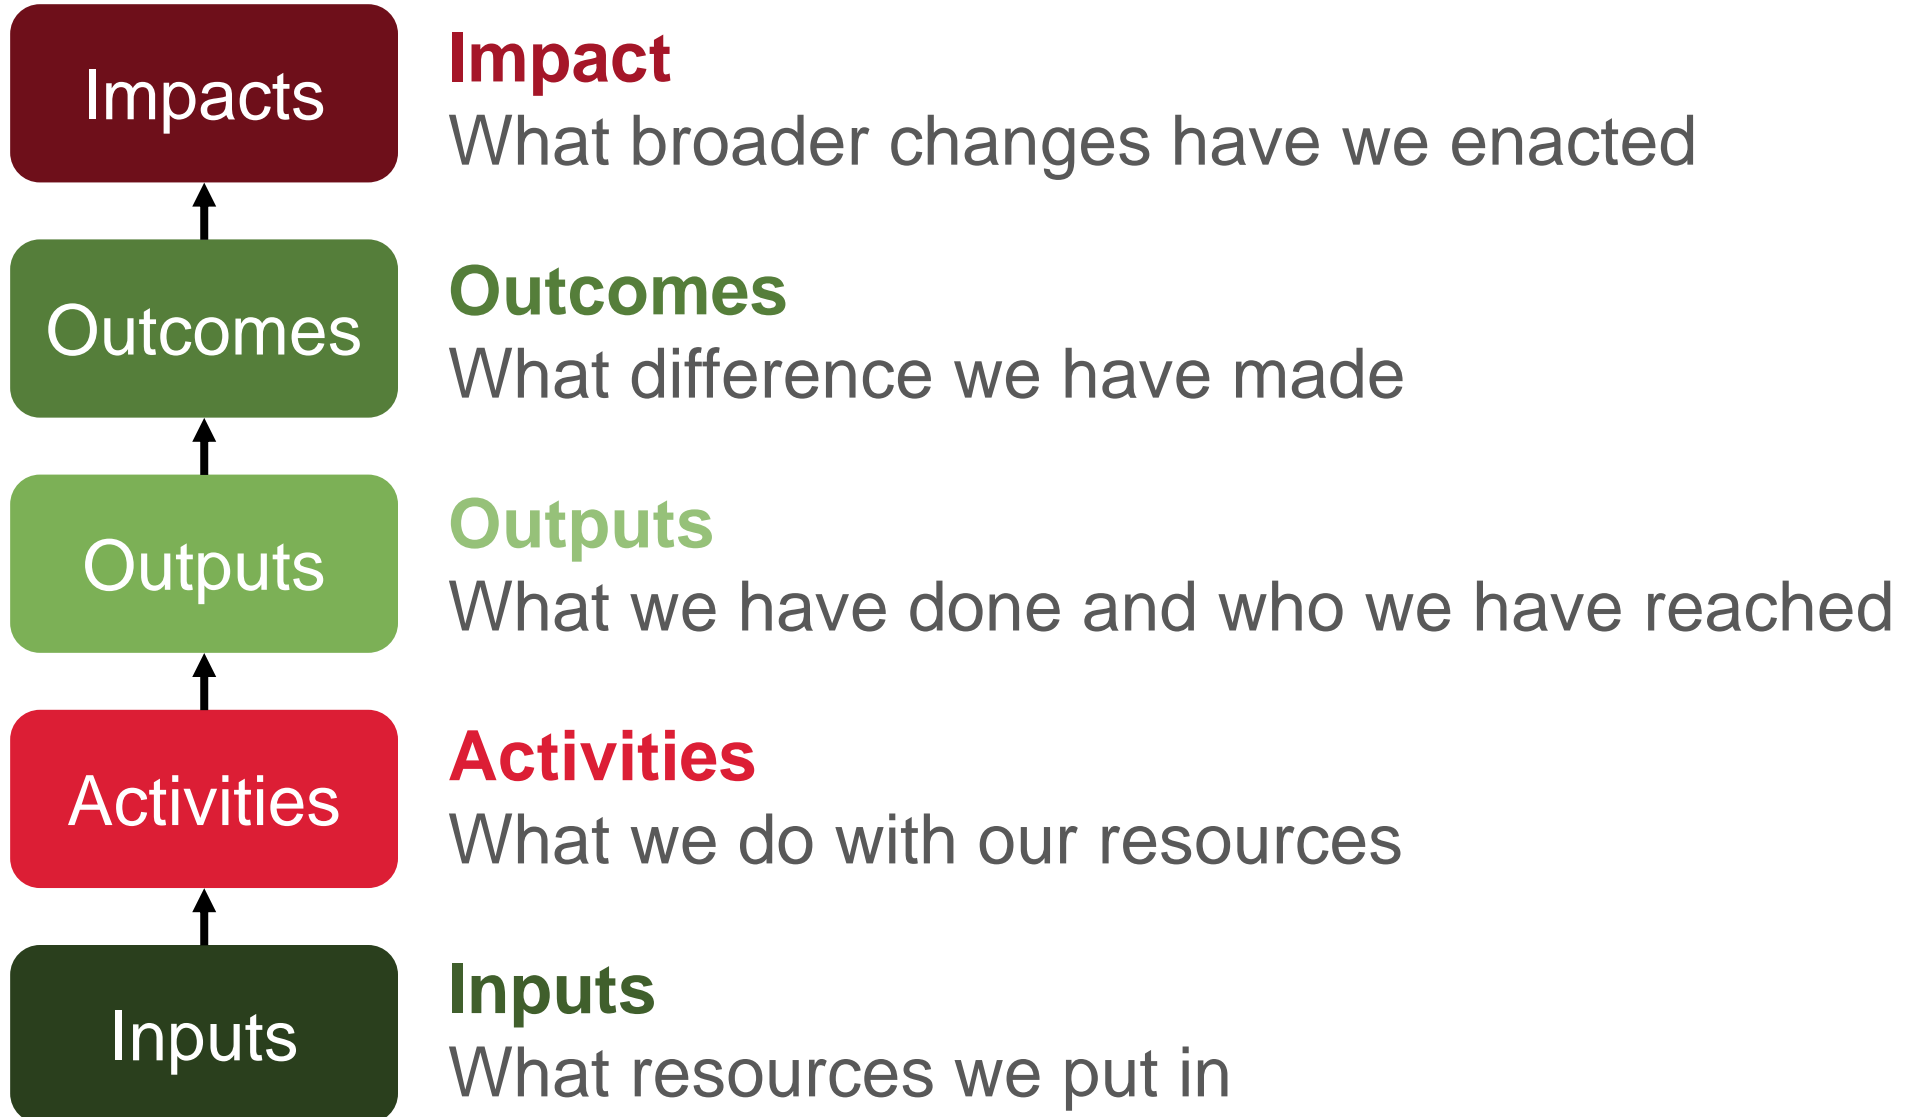 Impacts
Impact
What broader changes have we enacted
Outcomes
Outcomes
What difference we have made
Outputs
Outputs
What we have done and who we have reached
Activities
Activities
What we do with our resources
Inputs
Inputs
What resources we put in